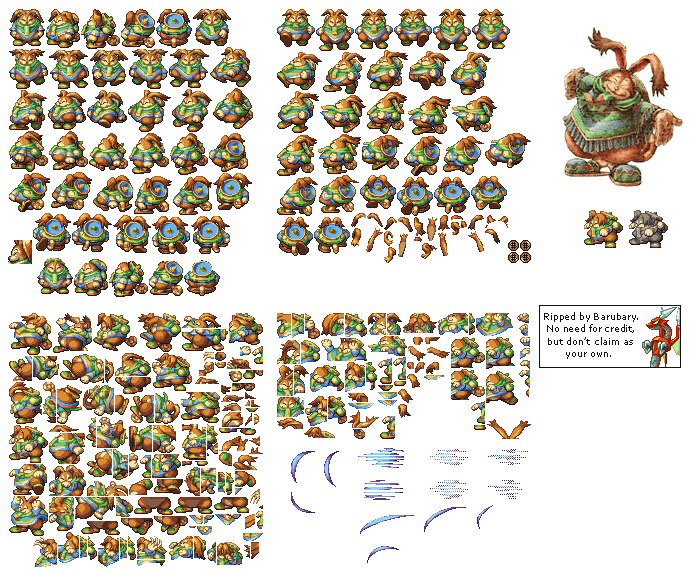 Ripped by Barubary.
No need for credit,
but don't claim as
your own.